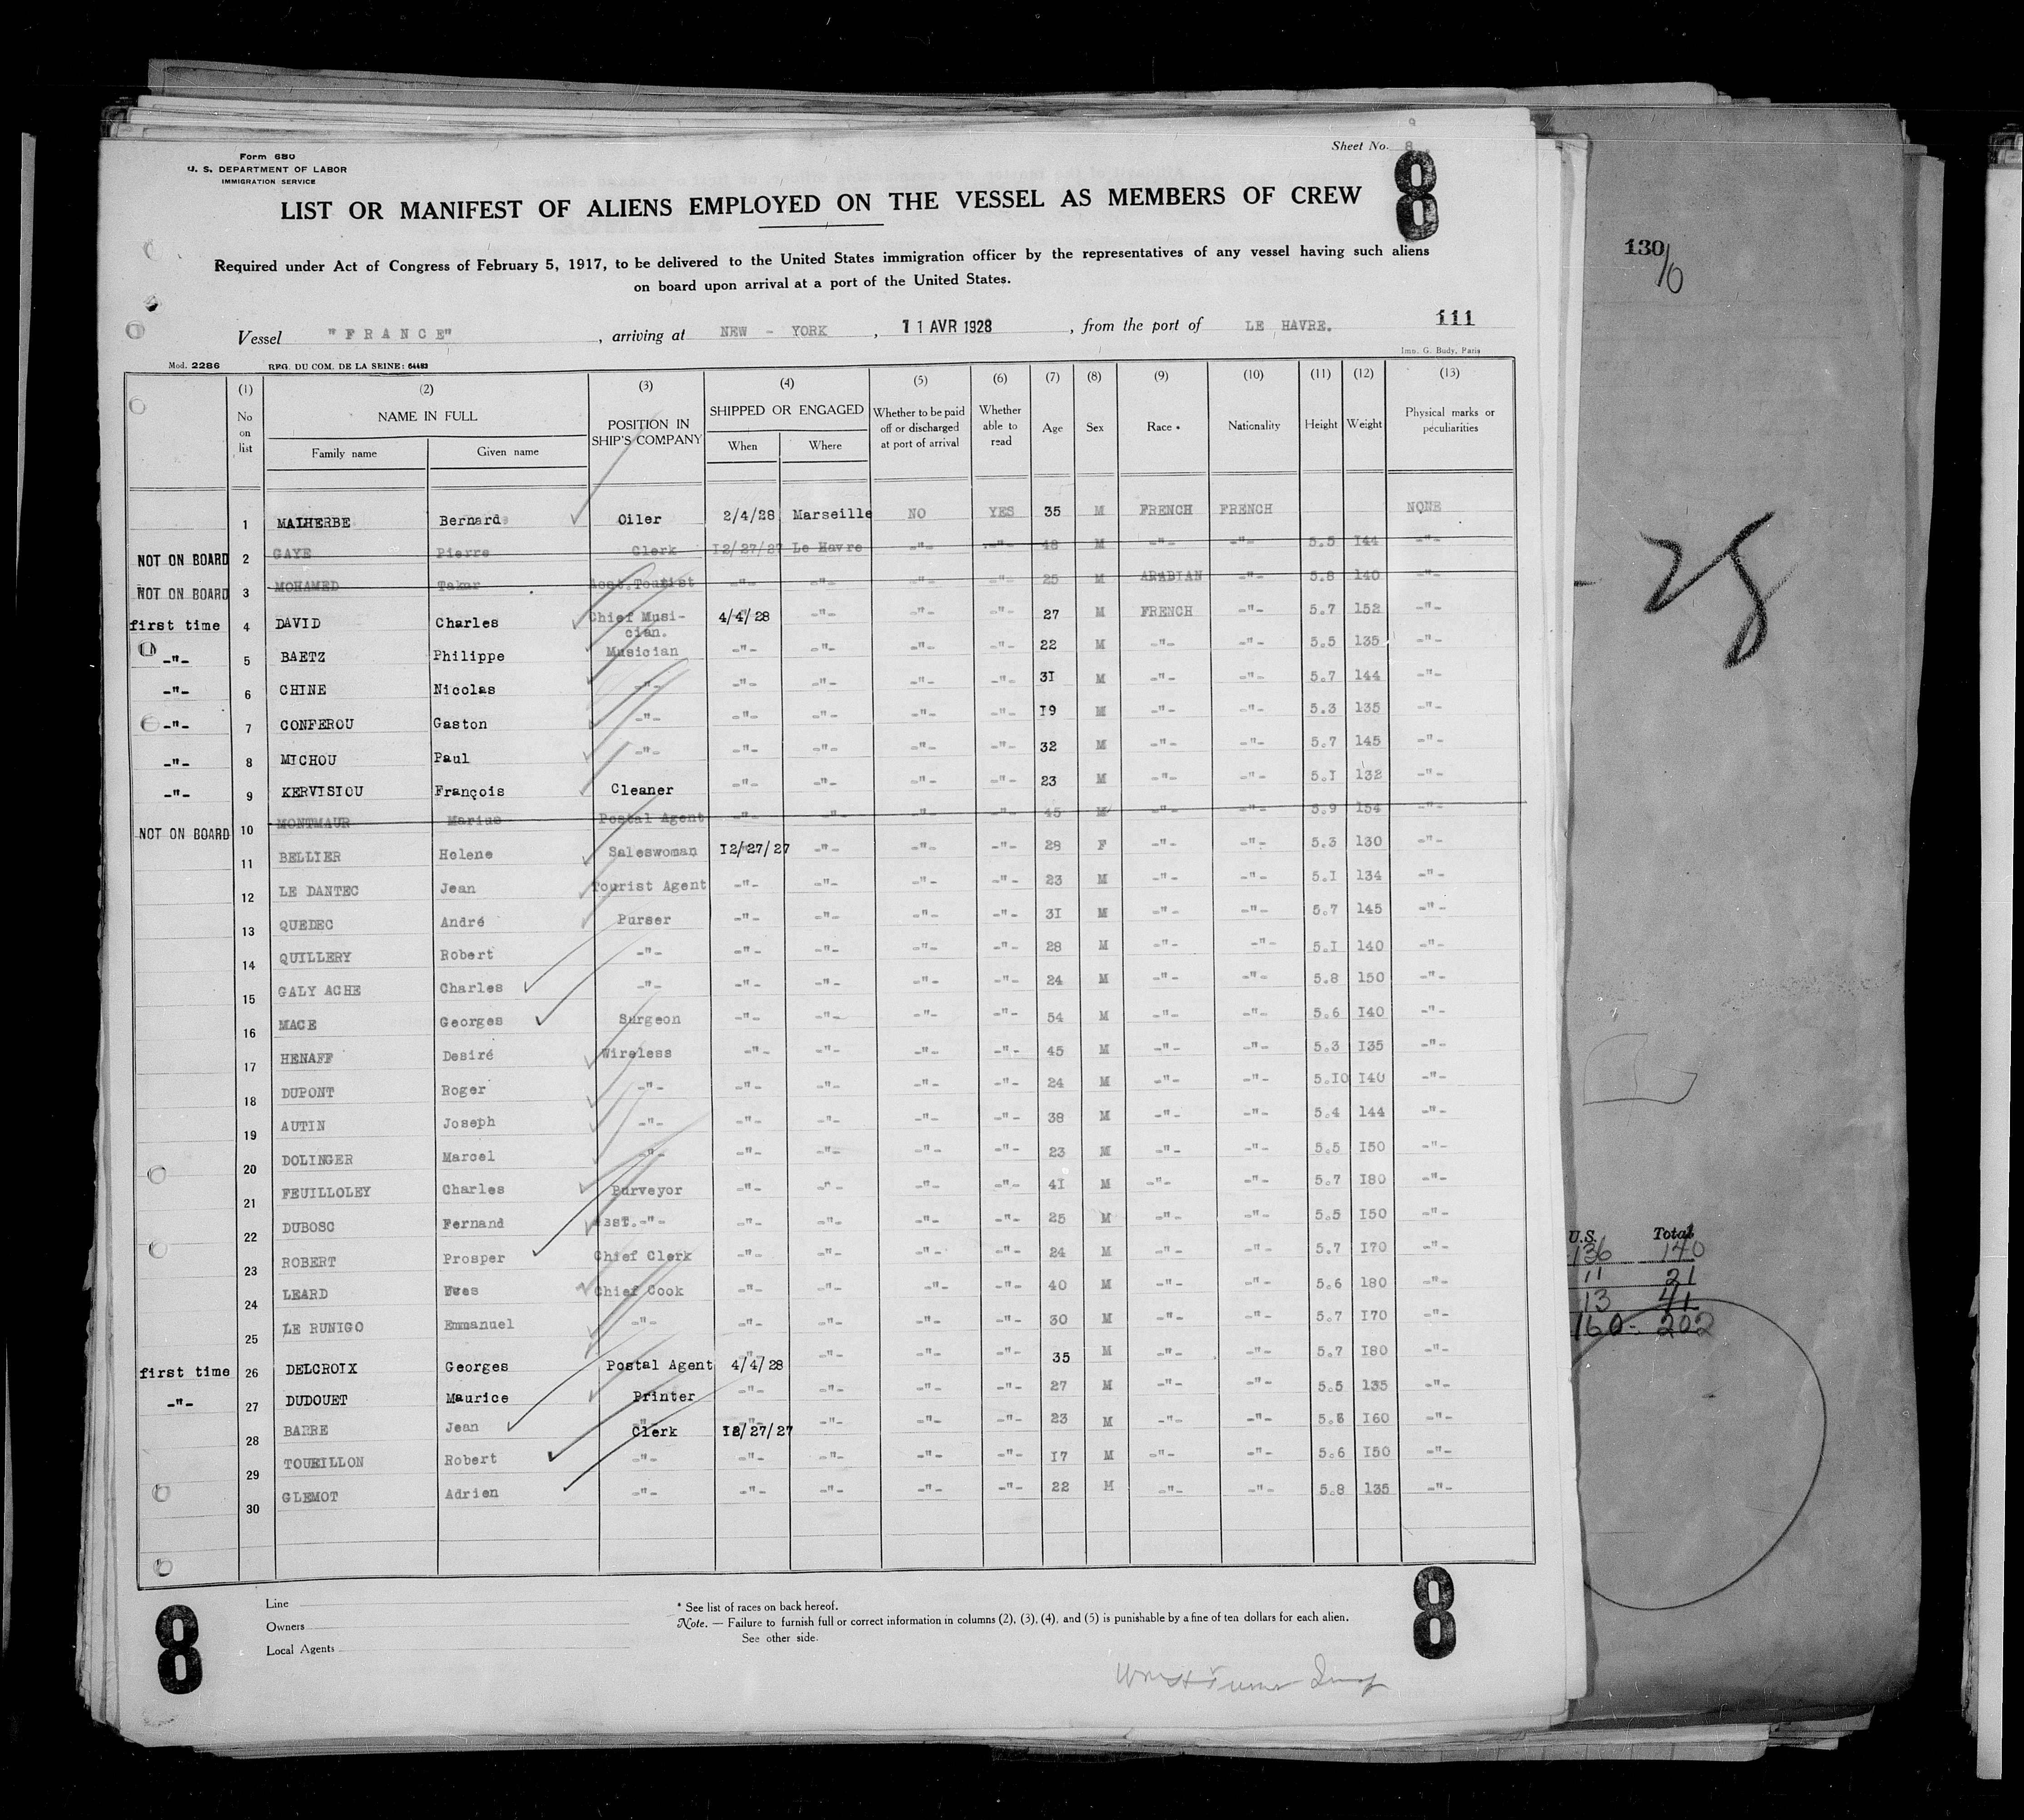 Form 680
U. S. DEPARTMENT OF LABOR
IMMIGRATION SERVICE
Sheet No. 8
8
LIST OR MANIFEST OF ALIENS EMPLOYED ON THE VESSEL AS MEMBERS OF CREW
Required under Act of Congress of February 5, 1917, to be delivered to the United States immigration officer by the representatives of any vessel having such aliens
on board upon arrival at a port of the United States.
Vessel "FRANCE", arriving at NEW - YORK, 11 AVR 1928, from the port of LE HAVRE. 111
Mod. 2286 REG. DU COM. DE LA SEINE: 64483 Imp. G. Body, Paris
(1) (2) (3) (4) (5) (6) (7) (8) (9) (10) (11) (12) (13)
No on list NAME IN FULL Family name Given name POSITION IN SHIP'S COMPANY SHIPPED OR ENGAGED When Where Whether to be paid off or discharged at port of arrival Whether able to read Age Sex Race * Nationality Height Weight Physical marks or peculiarities
1 MALHERBE Bernard Oiler 2/4/28 Marseille NO YES 35 M FRENCH FRENCH NONE
NOT ON BOARD 2 GAYE Pierre Clerk 12/27/27 Le Havre -"- -"- 48 M -"- -"- 5.5 144 -"-
NOT ON BOARD 3 MOHAMED Takar Asst.Tourist -"- -"- -"- -"- 25 M ARABIAN -"- 5.8 140 -"-
first time 4 DAVID Charles Chief Musician. 4/4/28 -"- -"- -"- 27 M FRENCH -"- 5.7 152 -"-
-"- 5 BAETZ Philippe Musician -"- -"- -"- -"- 22 M -"- -"- 5.5 135 -"-
-"- 6 CHINE Nicolas -"- -"- -"- -"- -"- 31 M -"- -"- 5.7 144 -"-
-"- 7 CONFEROU Gaston -"- -"- -"- -"- -"- 19 M -"- -"- 5.3 135 -"-
-"- 8 MICHOU Paul -"- -"- -"- -"- -"- 32 M -"- -"- 5.7 145 -"-
-"- 9 KERVISIOU François Cleaner -"- -"- -"- -"- 23 M -"- -"- 5.1 132 -"-
NOT ON BOARD 10 MONTMAUR Marius Postal Agent -"- -"- -"- -"- 45 M -"- -"- 5.9 154 -"-
11 BELLIER Helene Saleswoman 12/27/27 -"- -"- -"- 28 F -"- -"- 5.3 130 -"-
12 LE DANTEC Jean Tourist Agent -"- -"- -"- -"- 23 M -"- -"- 5.1 134 -"-
13 QUEDEC André Purser -"- -"- -"- -"- 31 M -"- -"- 5.7 145 -"-
14 QUILLERY Robert -"- -"- -"- -"- -"- 28 M -"- -"- 5.1 140 -"-
15 GALY ACHE Charles -"- -"- -"- -"- -"- 24 M -"- -"- 5.8 150 -"-
16 MACE Georges Surgeon -"- -"- -"- -"- 54 M -"- -"- 5.6 140 -"-
17 HENAFF Desiré Wireless -"- -"- -"- -"- 45 M -"- -"- 5.3 135 -"-
18 DUPONT Roger -"- -"- -"- -"- -"- 24 M -"- -"- 5.10 140 -"-
19 AUTIN Joseph -"- -"- -"- -"- -"- 38 M -"- -"- 5.4 144 -"-
20 DOLINGER Marcel -"- -"- -"- -"- -"- 23 M -"- -"- 5.5 150 -"-
21 FEUILLOLEY Charles Purveyor -"- -"- -"- -"- 41 M -"- -"- 5.7 180 -"-
22 DUBOSC Fernand Asst.-"- -"- -"- -"- -"- 25 M -"- -"- 5.5 150 -"-
23 ROBERT Prosper Chief Clerk -"- -"- -"- -"- 24 M -"- -"- 5.7 170 -"-
24 LEARD Yves Chief Cook -"- -"- -"- -"- 40 M -"- -"- 5.6 180 -"-
25 LE RUNIGO Emmanuel -"- -"- -"- -"- -"- 30 M -"- -"- 5.7 170 -"-
first time 26 DELCROIX Georges Postal Agent 4/4/28 -"- -"- -"- 35 M -"- -"- 5.7 180 -"-
-"- 27 DUDOUET Maurice Printer -"- -"- -"- -"- 27 M -"- -"- 5.5 135 -"-
28 BARRE Jean Clerk 12/27/27 -"- -"- -"- 23 M -"- -"- 5.6 160 -"-
29 TOURILLON Robert -"- -"- -"- -"- -"- 17 M -"- -"- 5.6 150 -"-
30 GLEMOT Adrien -"- -"- -"- -"- -"- 22 M -"- -"- 5.8 135 -"-
Line
Owners
Local Agents
* See list of races on back hereof.
Note. — Failure to furnish full or correct information in columns (2), (3), (4), and (5) is punishable by a fine of ten dollars for each alien.
See other side.
8
8
130
U.S. Total
136 140
11 21
13 41
160 - 202